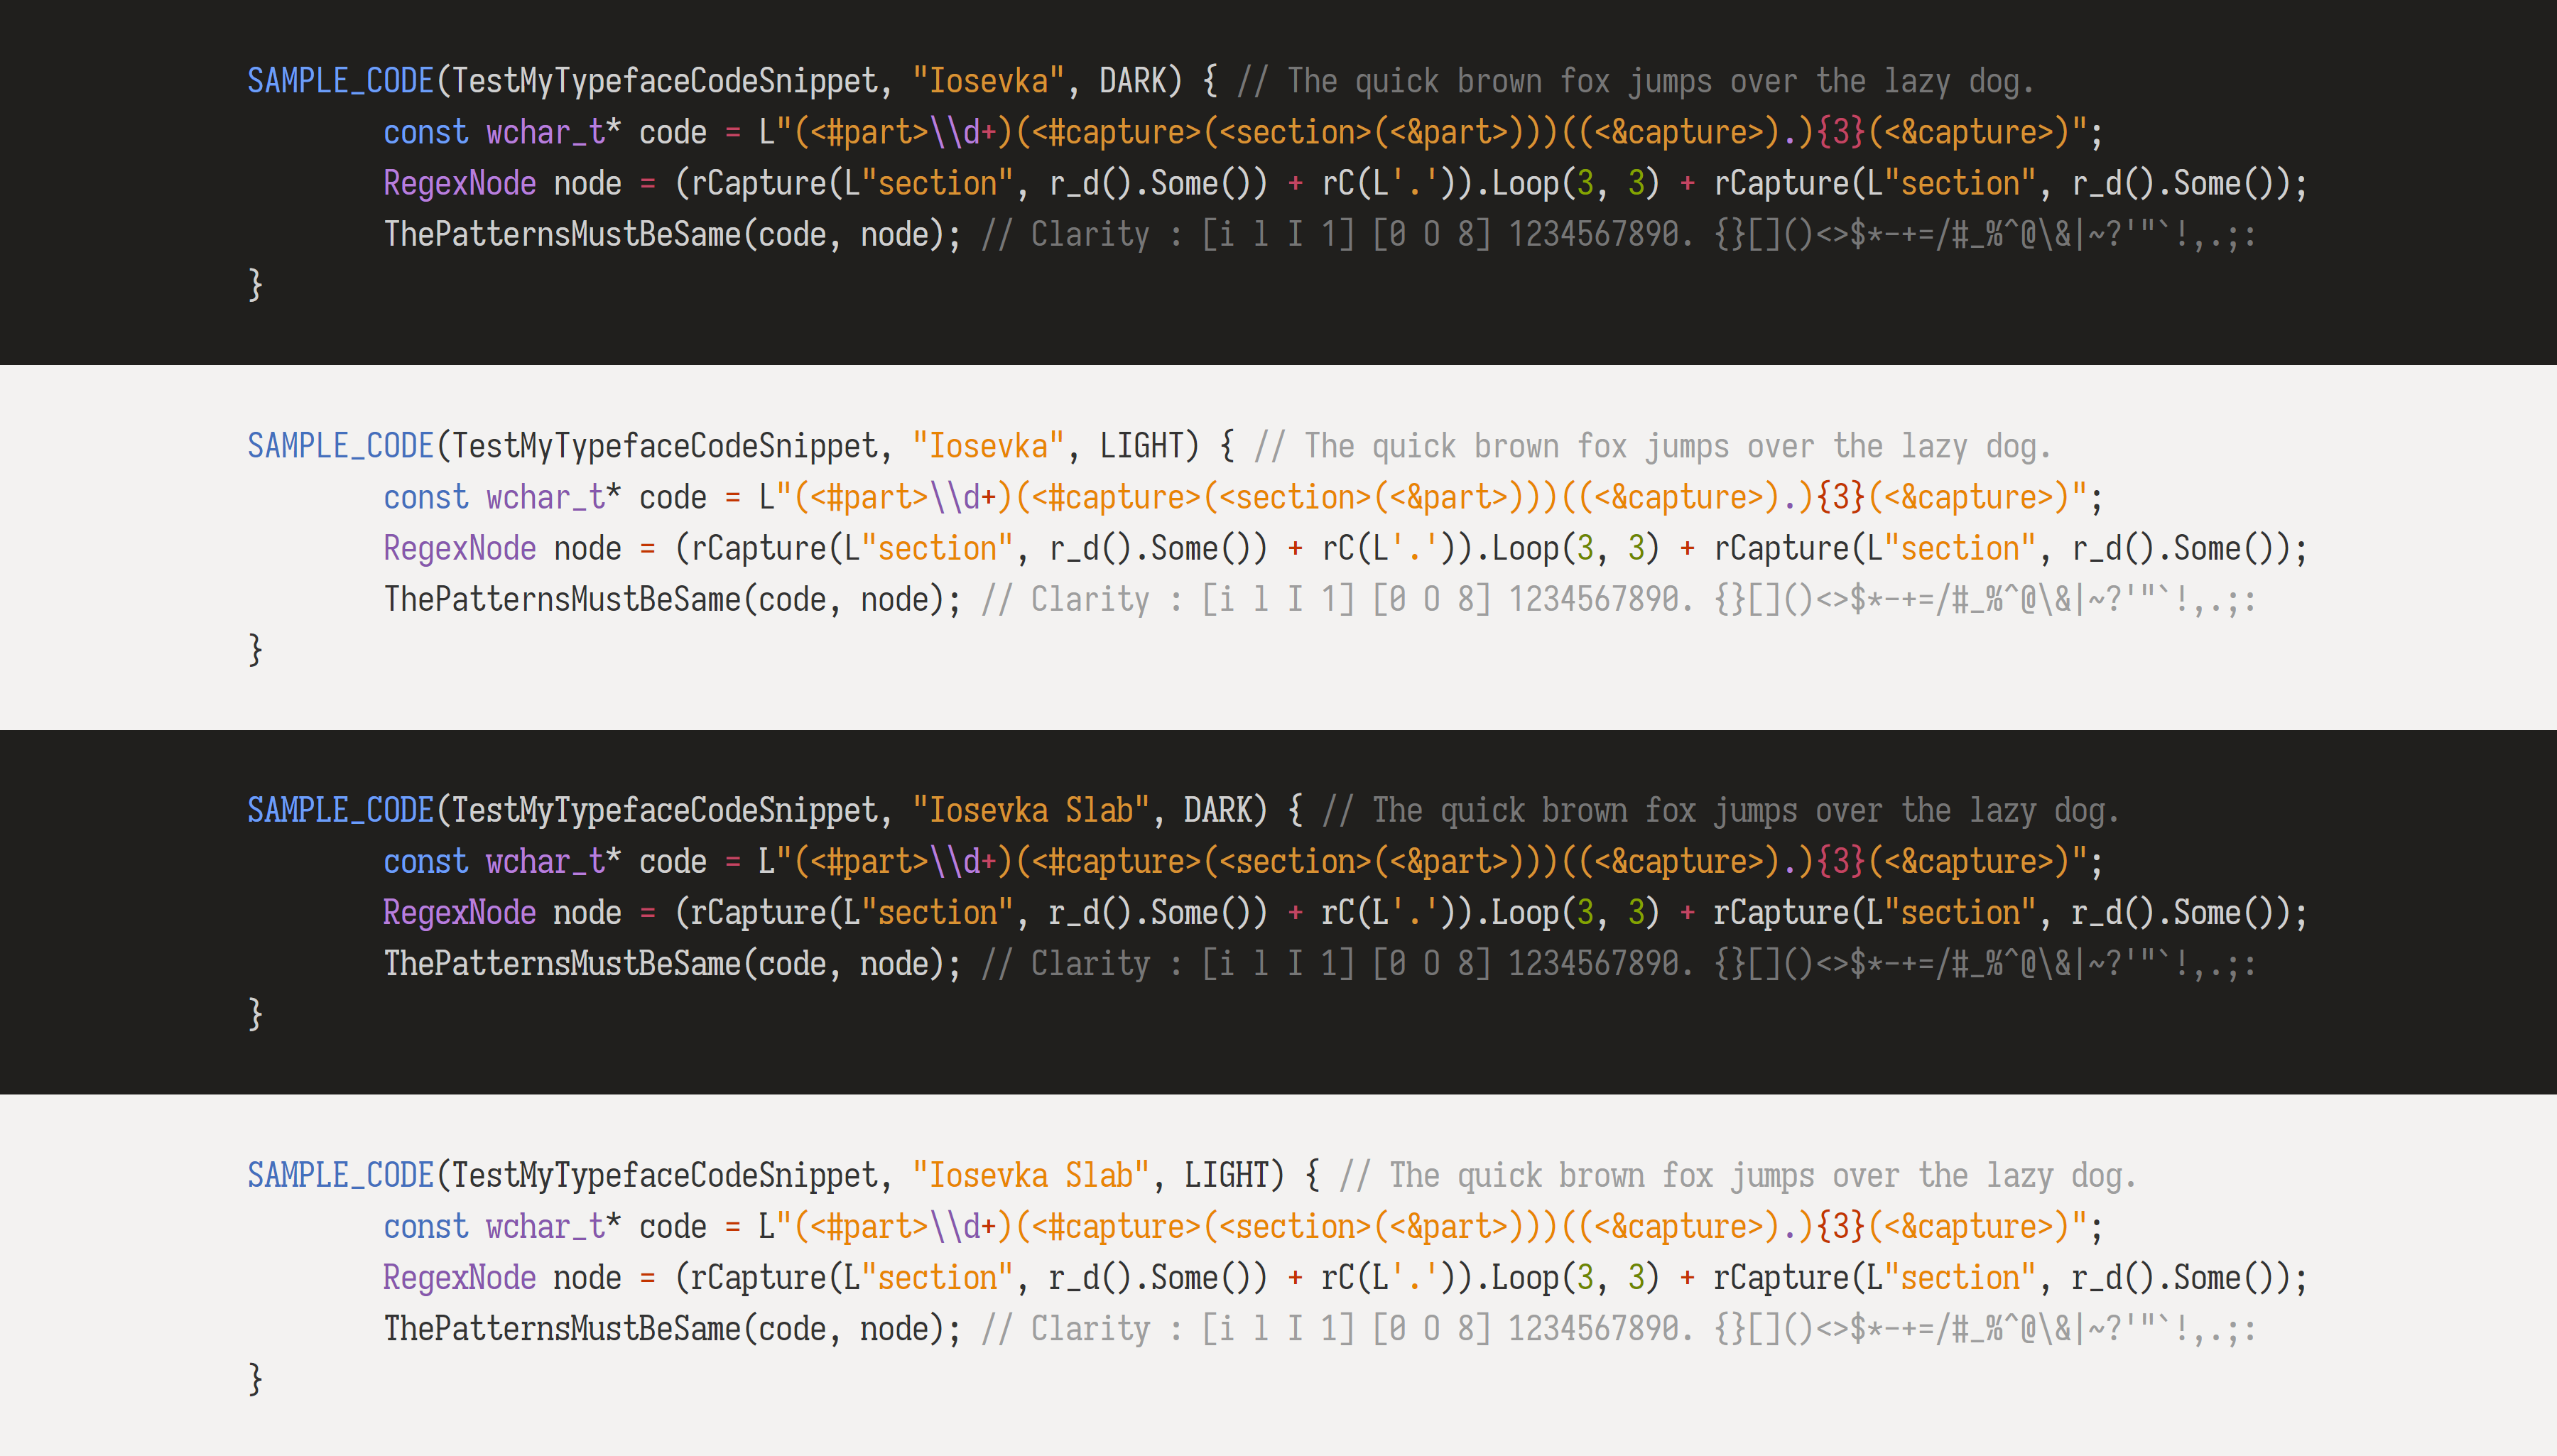 SAMPLE_CODE(TestMyTypefaceCodeSnippet, "Iosevka", DARK) { // The quick brown fox jumps over the lazy dog.
        const wchar_t* code = L"(<#part>\\d+)(<#capture>(<section>(<&part>)))((<&capture>).){3}(<&capture>)";
        RegexNode node = (rCapture(L"section", r_d().Some()) + rC(L'.')).Loop(3, 3) + rCapture(L"section", r_d().Some());
        ThePatternsMustBeSame(code, node); // Clarity : [i l I 1] [0 O 8] 1234567890. {}[]()<>$*-+=/#_%^@\&|~?'"`!,.;:
}
SAMPLE_CODE(TestMyTypefaceCodeSnippet, "Iosevka", LIGHT) { // The quick brown fox jumps over the lazy dog.
        const wchar_t* code = L"(<#part>\\d+)(<#capture>(<section>(<&part>)))((<&capture>).){3}(<&capture>)";
        RegexNode node = (rCapture(L"section", r_d().Some()) + rC(L'.')).Loop(3, 3) + rCapture(L"section", r_d().Some());
        ThePatternsMustBeSame(code, node); // Clarity : [i l I 1] [0 O 8] 1234567890. {}[]()<>$*-+=/#_%^@\&|~?'"`!,.;:
}
SAMPLE_CODE(TestMyTypefaceCodeSnippet, "Iosevka Slab", DARK) { // The quick brown fox jumps over the lazy dog.
        const wchar_t* code = L"(<#part>\\d+)(<#capture>(<section>(<&part>)))((<&capture>).){3}(<&capture>)";
        RegexNode node = (rCapture(L"section", r_d().Some()) + rC(L'.')).Loop(3, 3) + rCapture(L"section", r_d().Some());
        ThePatternsMustBeSame(code, node); // Clarity : [i l I 1] [0 O 8] 1234567890. {}[]()<>$*-+=/#_%^@\&|~?'"`!,.;:
}
SAMPLE_CODE(TestMyTypefaceCodeSnippet, "Iosevka Slab", LIGHT) { // The quick brown fox jumps over the lazy dog.
        const wchar_t* code = L"(<#part>\\d+)(<#capture>(<section>(<&part>)))((<&capture>).){3}(<&capture>)";
        RegexNode node = (rCapture(L"section", r_d().Some()) + rC(L'.')).Loop(3, 3) + rCapture(L"section", r_d().Some());
        ThePatternsMustBeSame(code, node); // Clarity : [i l I 1] [0 O 8] 1234567890. {}[]()<>$*-+=/#_%^@\&|~?'"`!,.;:
}